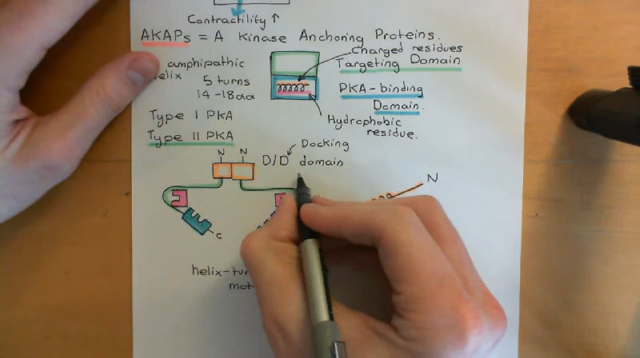 Contractility ↑
AKAPs = A Kinase Anchoring Proteins.
Charged residues
amphipathic
helix
5 turns
14-18aa
Targeting Domain
PKA-binding
Domain.
Hydrophobic
residue.
Type I PKA
Type II PKA
N N
D/D
Docking
domain
N
C
helix-tu
mot